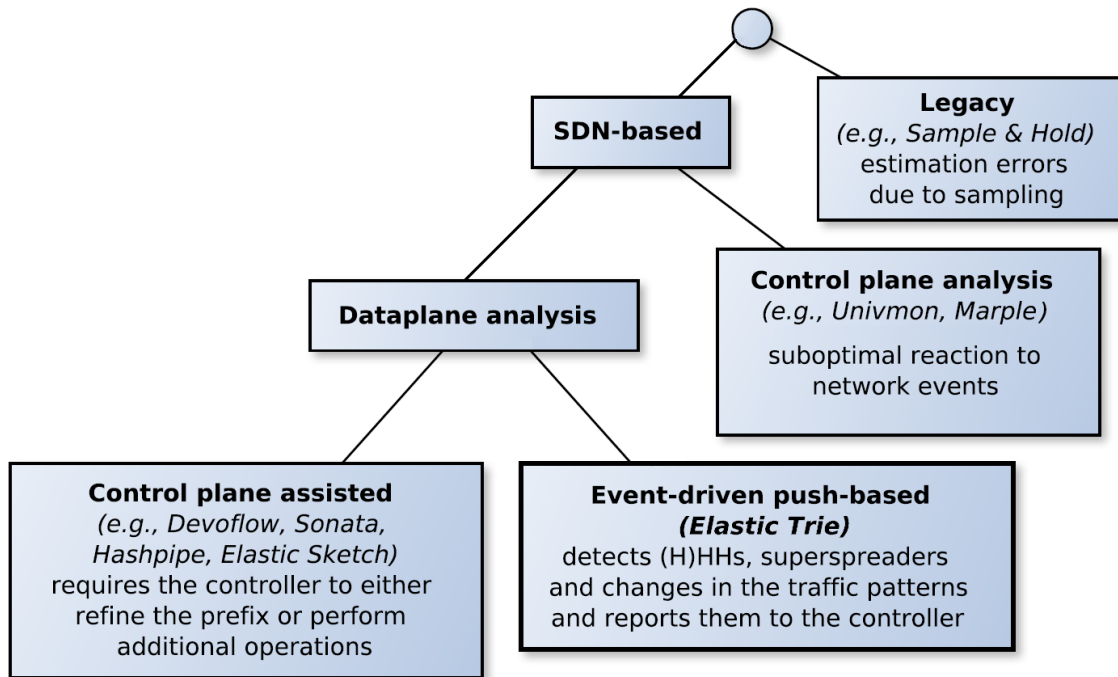 SDN-based
Legacy
(e.g., Sample & Hold)
estimation errors
due to sampling
Dataplane analysis
Control plane analysis
(e.g., Univmon, Marple)
suboptimal reaction to
network events
Control plane assisted
(e.g., Devoflow, Sonata,
Hashpipe, Elastic Sketch)
requires the controller to either
refine the prefix or perform
additional operations
Event-driven push-based
(Elastic Trie)
detects (H)HHs, superspreaders
and changes in the traffic patterns
and reports them to the controller